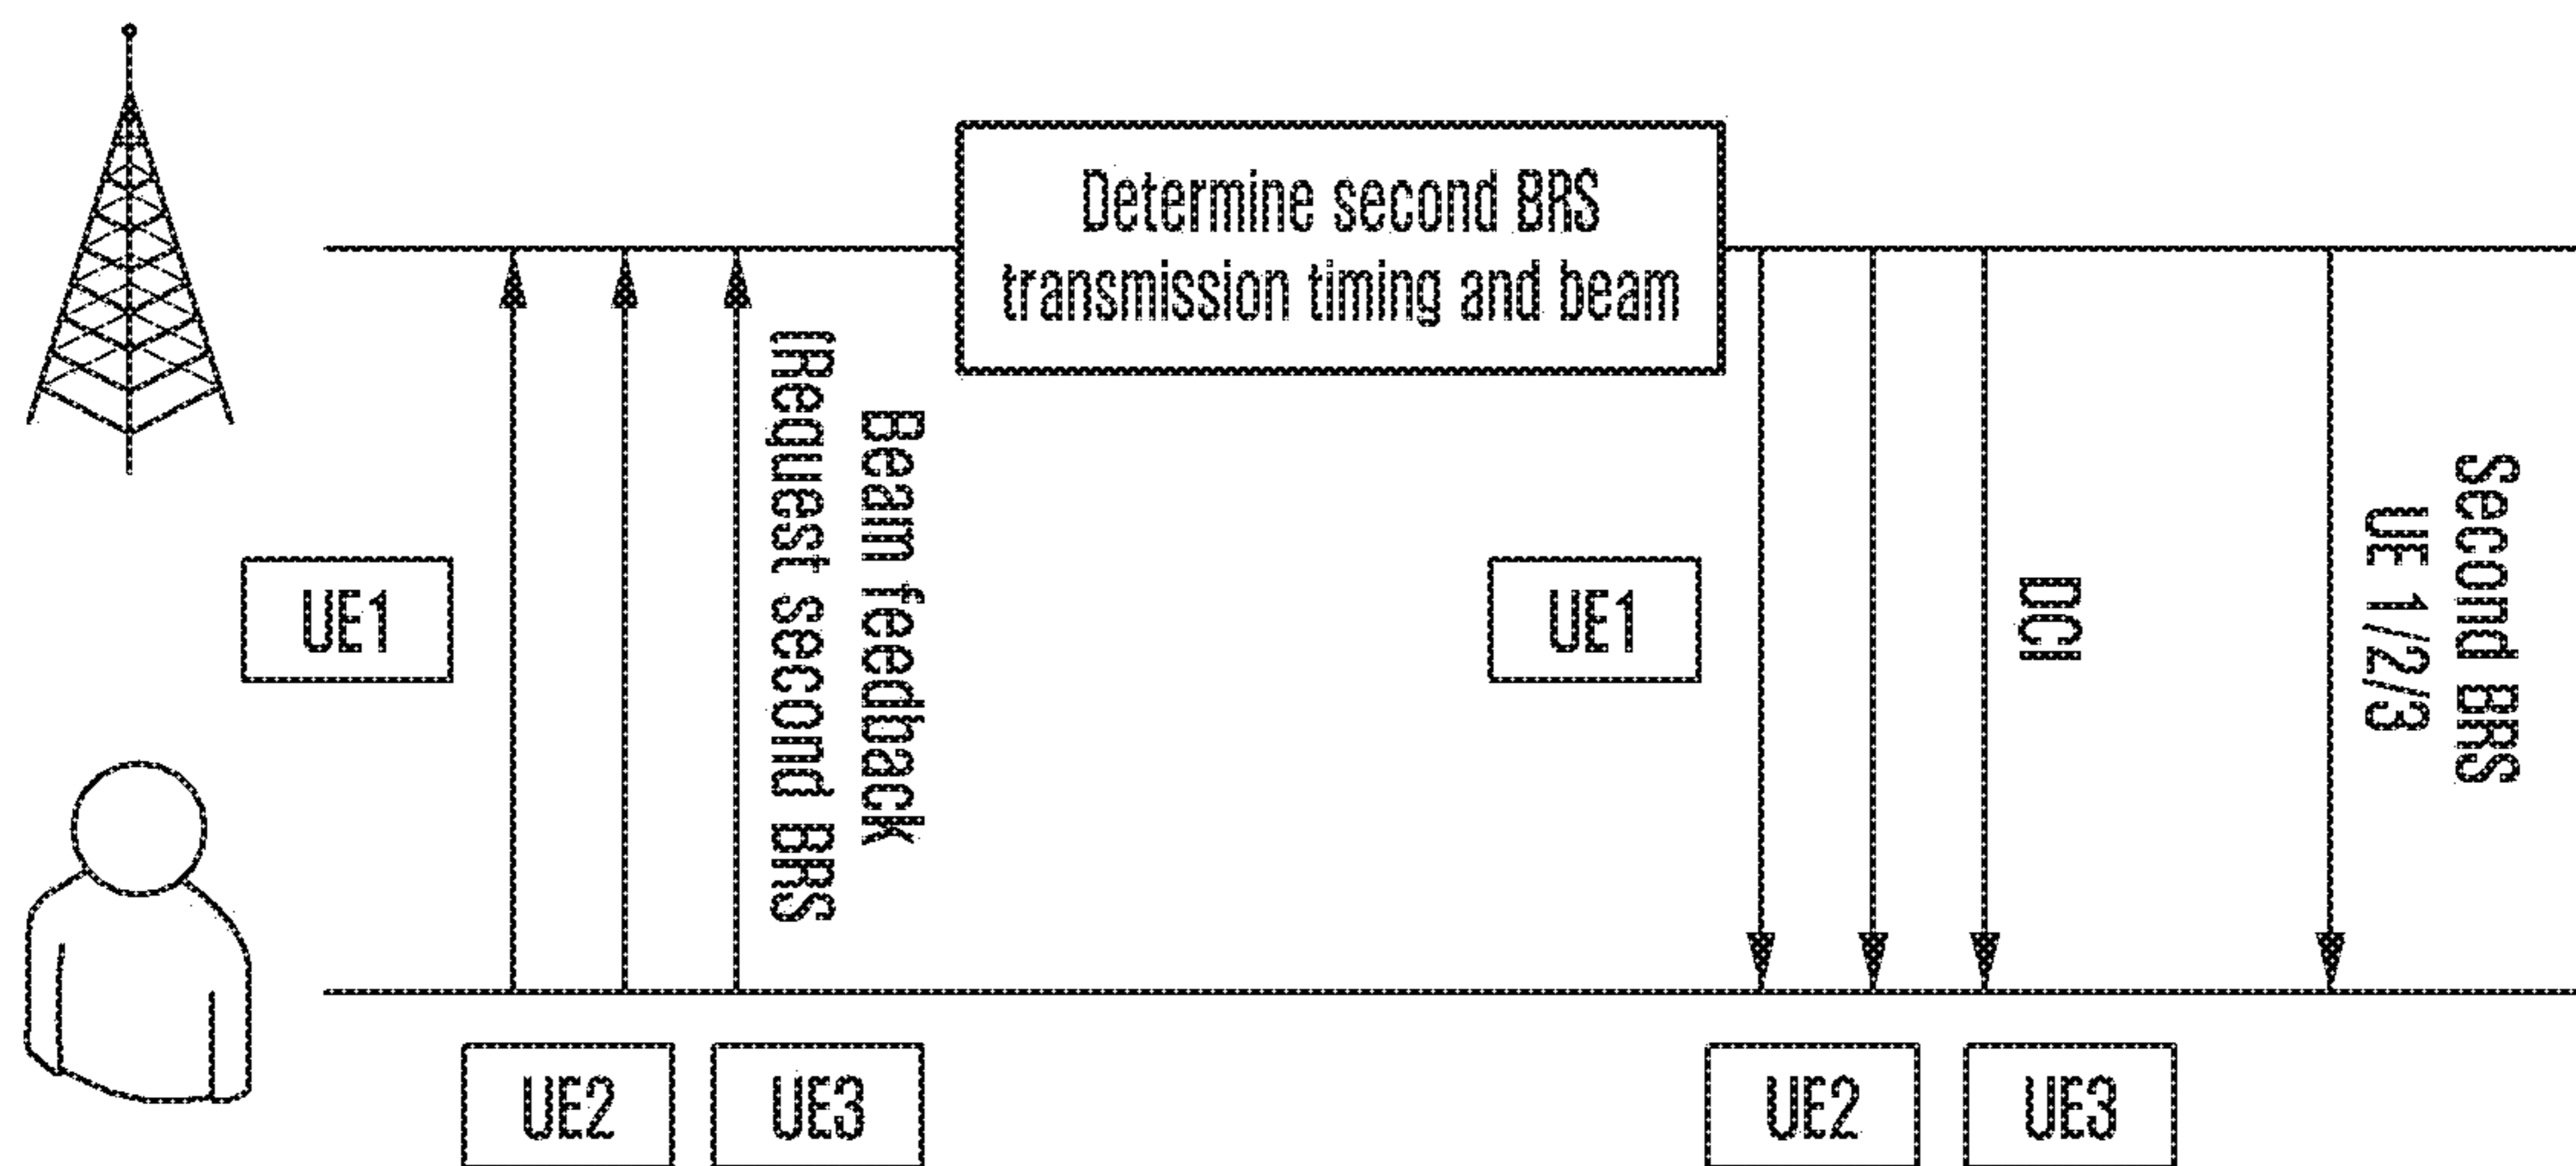 Determine second BRS
transmission timing and beam
UE1
Beam feedback
(Request second BRS
UE2
UE3
UE1
DCI
Second BRS
UE 1/2/3
UE2
UE3